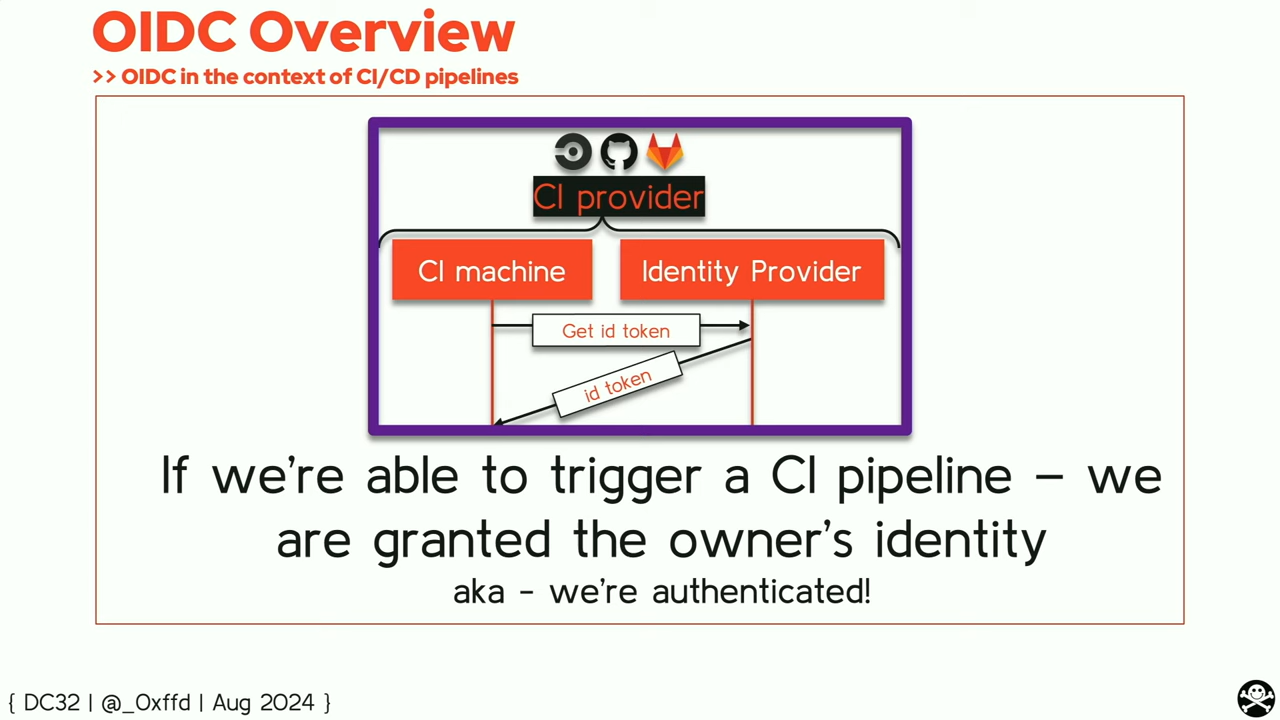 OIDC Overview
>> OIDC in the context of CI/CD pipelines
CI provider
CI machine
Identity Provider
Get id token
id token
If we’re able to trigger a CI pipeline – we
are granted the owner’s identity
aka - we’re authenticated!
{ DC32 | @_0xffd | Aug 2024 }